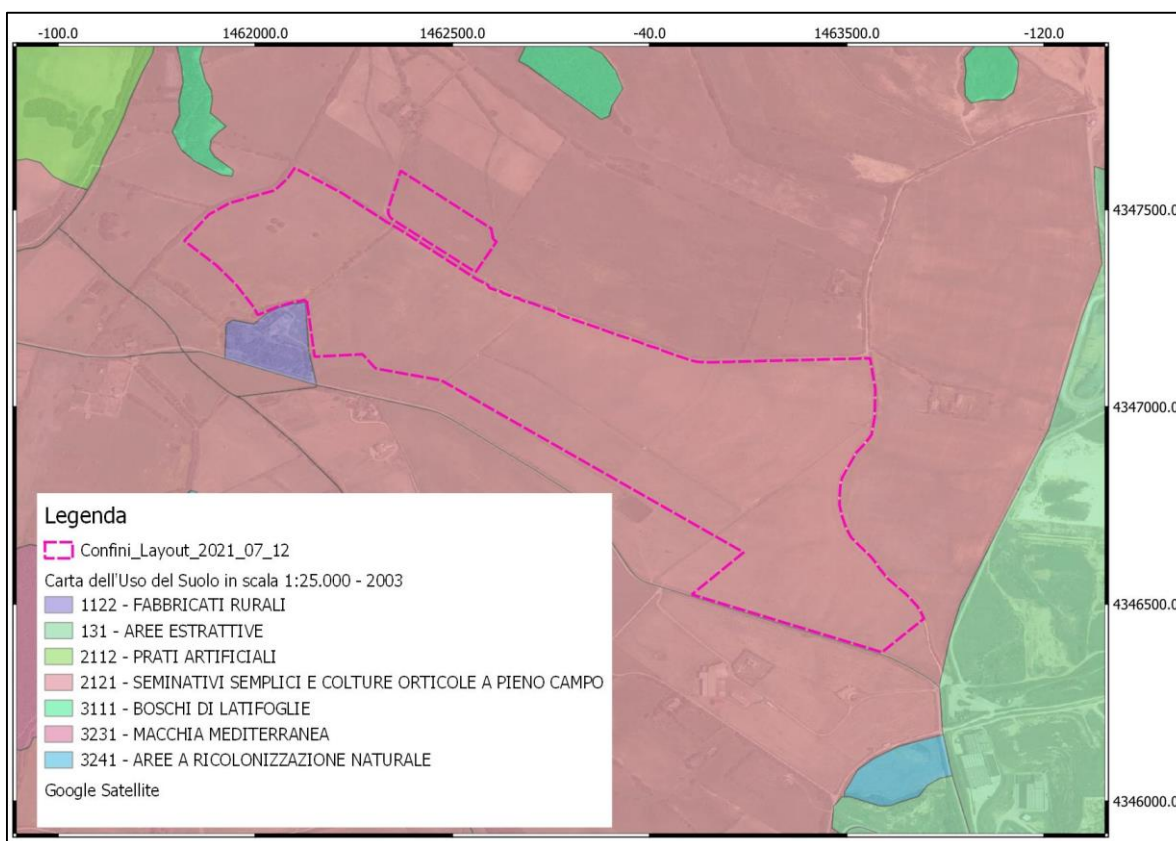 -100.0 1462000.0 1462500.0 -40.0 1463500.0 -120.0
4347500.0
4347000.0
4346500.0
4346000.0
Legenda
Confini_Layout_2021_07_12
Carta dell'Uso del Suolo in scala 1:25.000 - 2003
1122 - FABBRICATI RURALI
131 - AREE ESTRATTIVE
2112 - PRATI ARTIFICIALI
2121 - SEMINATIVI SEMPLICI E COLTURE ORTICOLE A PIENO CAMPO
3111 - BOSCHI DI LATIFOGLIE
3231 - MACCHIA MEDITERRANEA
3241 - AREE A RICOLONIZZAZIONE NATURALE
Google Satellite